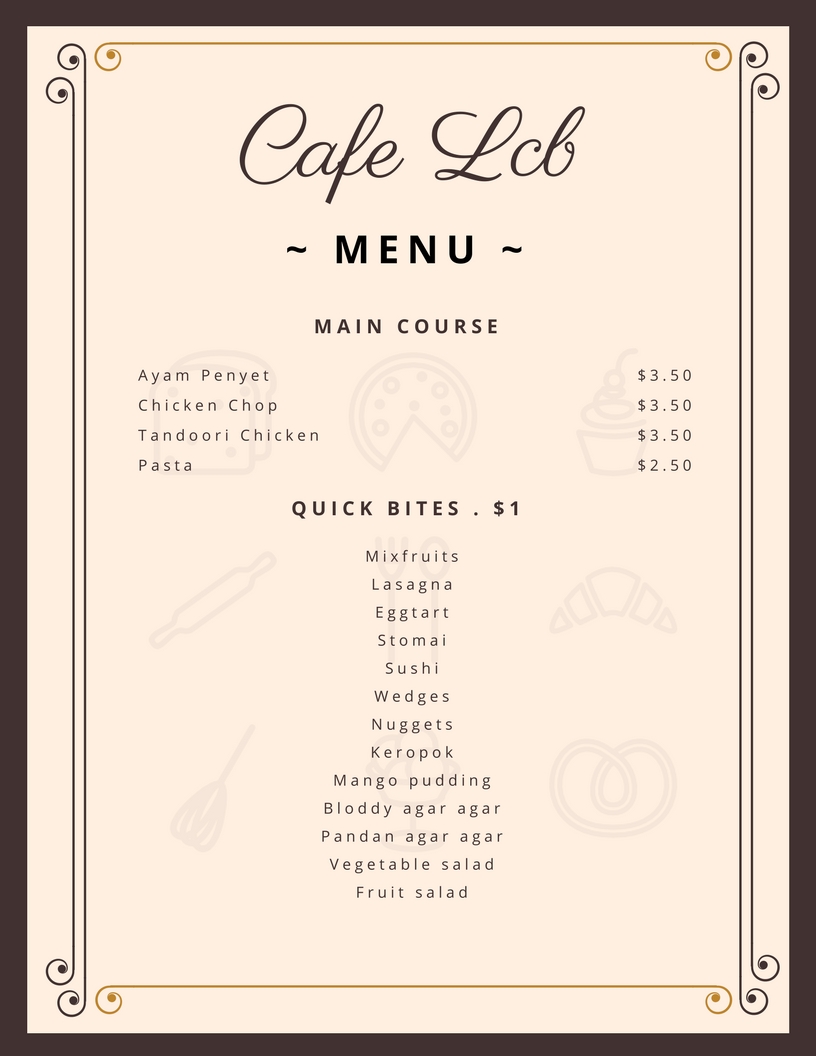 Cafe Lcb
~ MENU ~
MAIN COURSE
Ayam Penyet $3.50
Chicken Chop $3.50
Tandoori Chicken $3.50
Pasta $2.50
QUICK BITES . $1
Mixfruits
Lasagna
Eggtart
Stomai
Sushi
Wedges
Nuggets
Keropok
Mango pudding
Bloddy agar agar
Pandan agar agar
Vegetable salad
Fruit salad